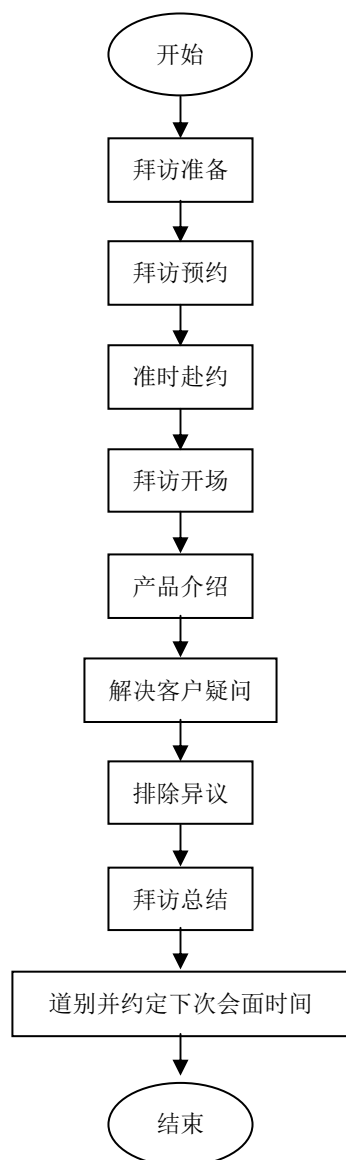 开始
拜访准备
拜访预约
准时赴约
拜访开场
产品介绍
解决客户疑问
排除异议
拜访总结
道别并约定下次会面时间
结束